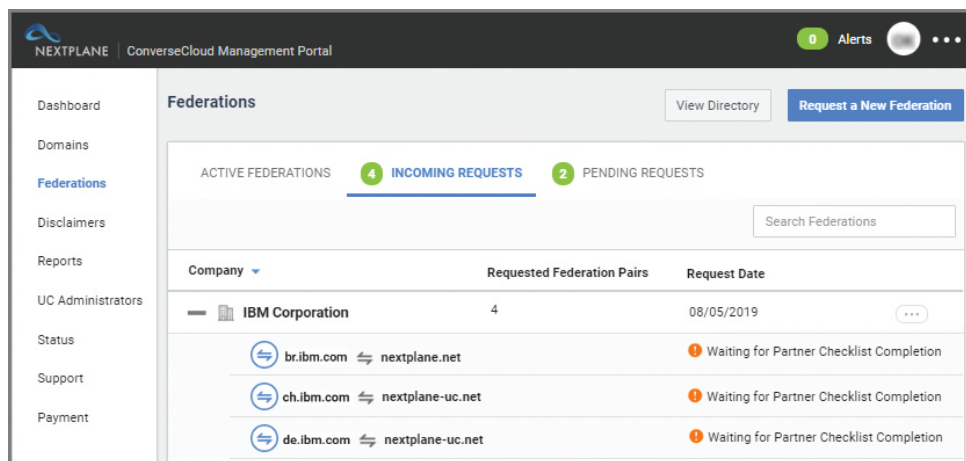 NEXTPLANE ConverseCloud Management Portal
0 Alerts
Dashboard
Domains
Federations
Disclaimers
Reports
UC Administrators
Status
Support
Payment
Federations
View Directory
Request a New Federation
ACTIVE FEDERATIONS 4 INCOMING REQUESTS 2 PENDING REQUESTS
Search Federations
Company Requested Federation Pairs Request Date
IBM Corporation 4 08/05/2019
br.ibm.com nextplane.net Waiting for Partner Checklist Completion
ch.ibm.com nextplane-uc.net Waiting for Partner Checklist Completion
de.ibm.com nextplane-uc.net Waiting for Partner Checklist Completion